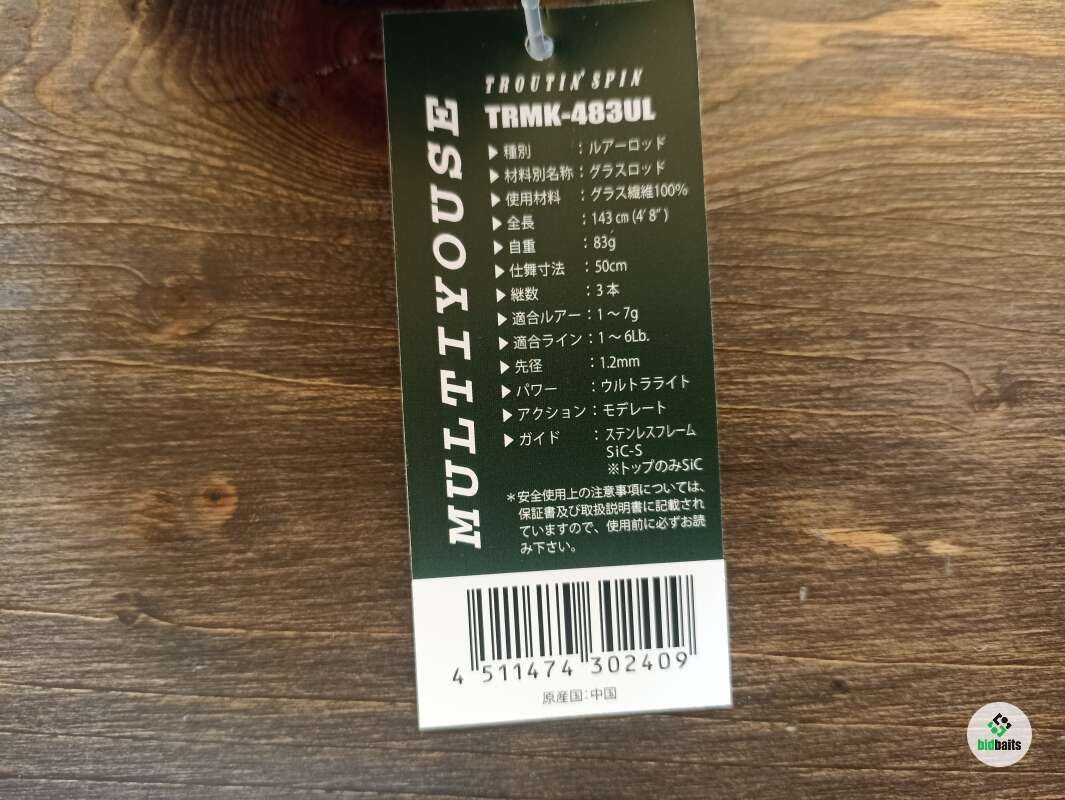 TROUTIN' SPIN
TRMK-483UL
MULTIYOUSE
▶ 種別 : ルアーロッド
▶ 材料別名称 : グラスロッド
▶ 使用材料 : グラス繊維100%
▶ 全長 : 143㎝(4'8")
▶ 自重 : 83g
▶ 仕舞寸法 : 50cm
▶ 継数 : 3本
▶ 適合ルアー : 1〜7g
▶ 適合ライン : 1〜6Lb.
▶ 先径 : 1.2mm
▶ パワー : ウルトラライト
▶ アクション : モデレート
▶ ガイド : ステンレスフレーム
SiC-S
※トップのみSiC
*安全使用上の注意事項については、
保証書及び取扱説明書に記載され
ていますので、使用前に必ずお読
み下さい。
4 511474 302409
原産国:中国
bidbaits